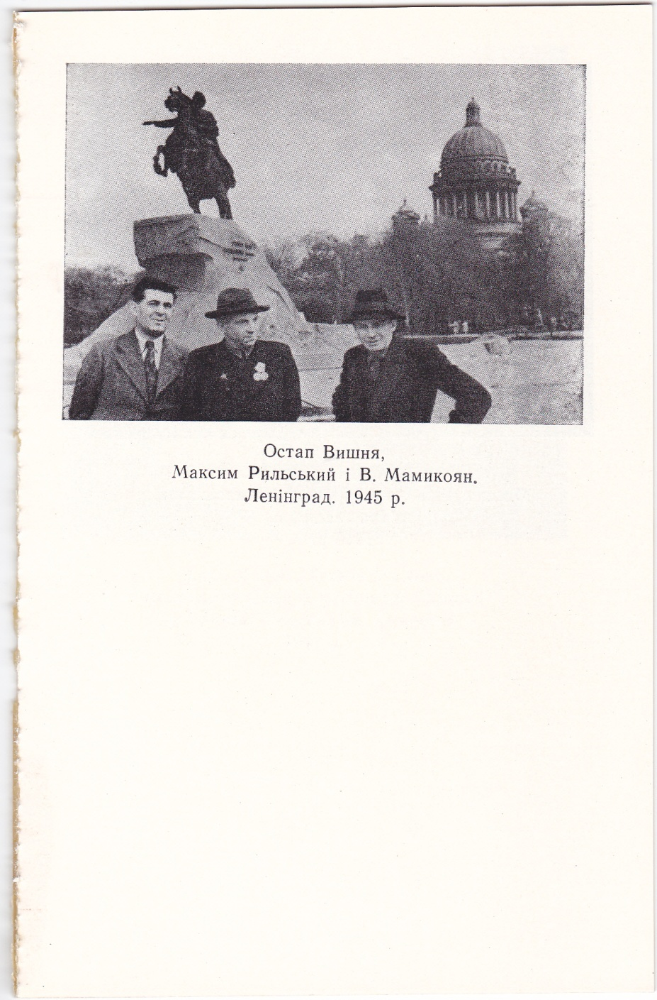 Остап Вишня,
Максим Рильський і В. Мамикоян.
Ленінград. 1945 р.